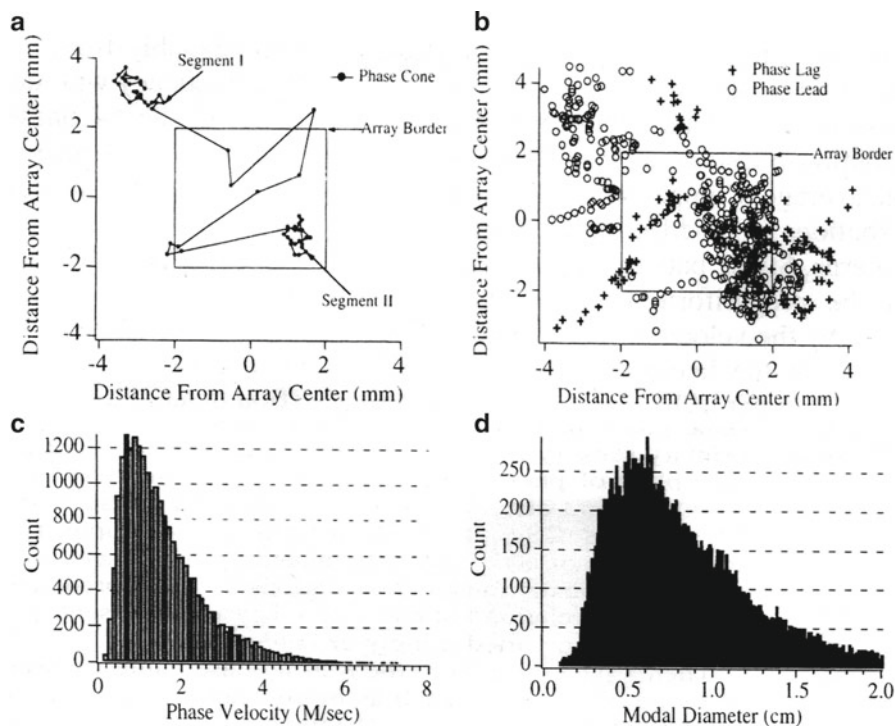 a
4
2
0
-2
-4
Distance From Array Center (mm)
Segment I
Phase Cone
Array Border
Segment II
-4 -2 0 2 4
Distance From Array Center (mm)
b
4
2
0
-2
Distance From Array Center (mm)
Phase Lag
Phase Lead
Array Border
-4 -2 0 2 4
Distance From Array Center (mm)
c
1200
1000
800
600
400
200
0
Count
0 2 4 6 8
Phase Velocity (M/sec)
d
250
200
150
100
50
0
Count
0.0 0.5 1.0 1.5 2.0
Modal Diameter (cm)